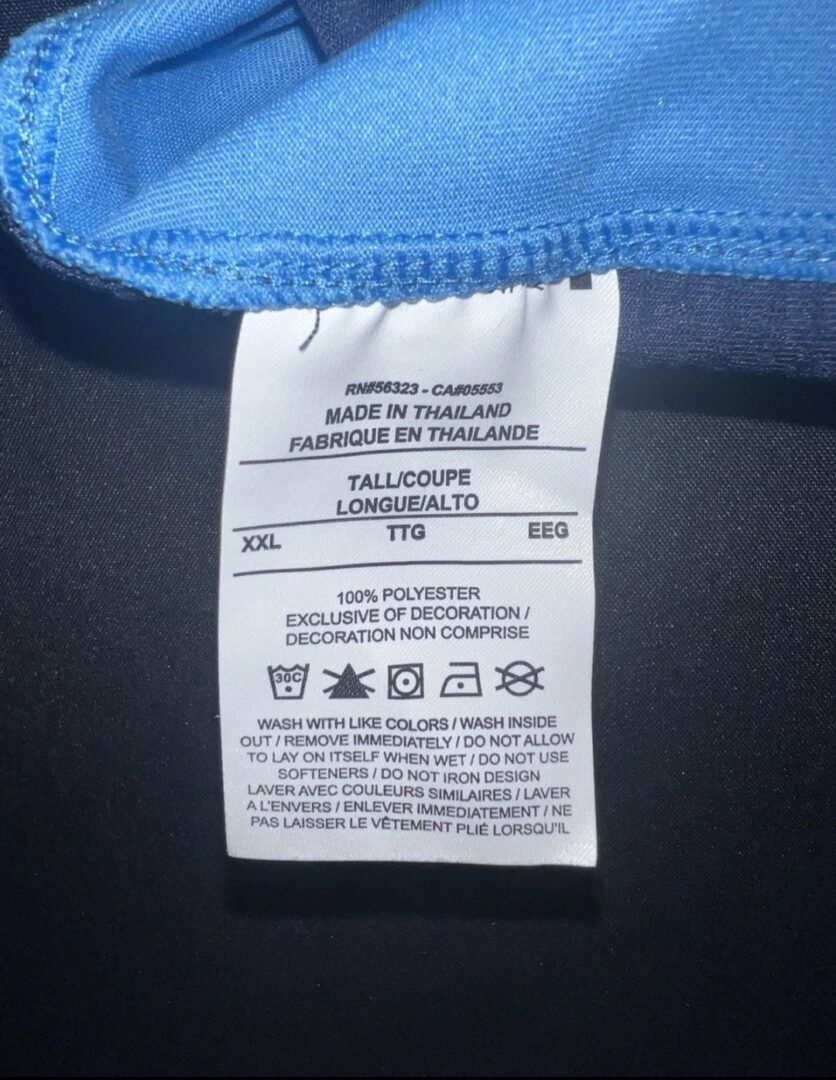 RN#56323 - CA#05553
MADE IN THAILAND
FABRIQUE EN THAILANDE
TALL/COUPE
LONGUE/ALTO
XXL TTG EEG
100% POLYESTER
EXCLUSIVE OF DECORATION /
DECORATION NON COMPRISE
30C
WASH WITH LIKE COLORS / WASH INSIDE
OUT / REMOVE IMMEDIATELY / DO NOT ALLOW
TO LAY ON ITSELF WHEN WET / DO NOT USE
SOFTENERS / DO NOT IRON DESIGN
LAVER AVEC COULEURS SIMILAIRES / LAVER
A L'ENVERS / ENLEVER IMMEDIATEMENT / NE
PAS LAISSER LE VÊTEMENT PLIÉ LORSQU'IL